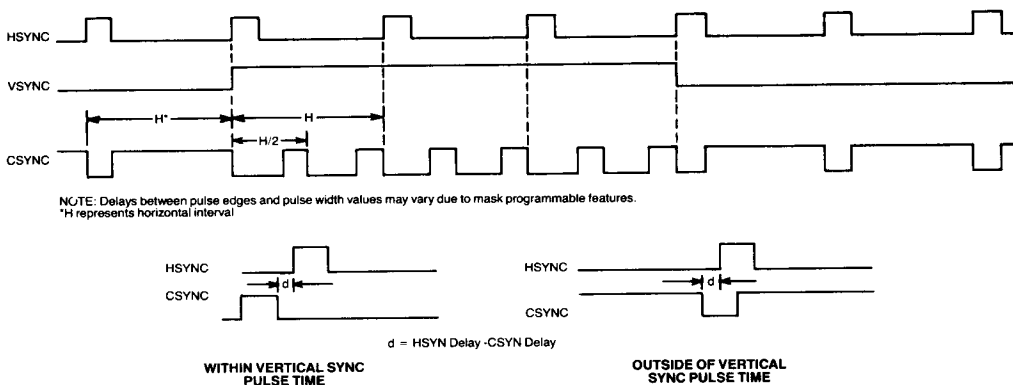 HSYNC
VSYNC
H* H
H/2
CSYNC
NOTE: Delays between pulse edges and pulse width values may vary due to mask programmable features.
*H represents horizontal interval
HSYNC
d
CSYNC
HSYNC
d
CSYNC
d = HSYN Delay -CSYN Delay
WITHIN VERTICAL SYNC
PULSE TIME
OUTSIDE OF VERTICAL
SYNC PULSE TIME